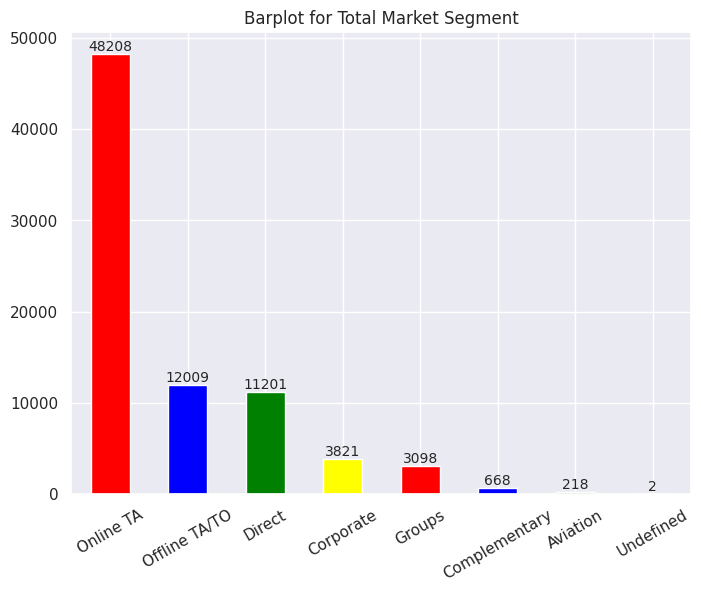 Barplot for Total Market Segment
50000
40000
30000
20000
10000
0
48208
12009
11201
3821
3098
668
218
2
Online TA
Offline TA/TO
Direct
Corporate
Groups
Complementary
Aviation
Undefined